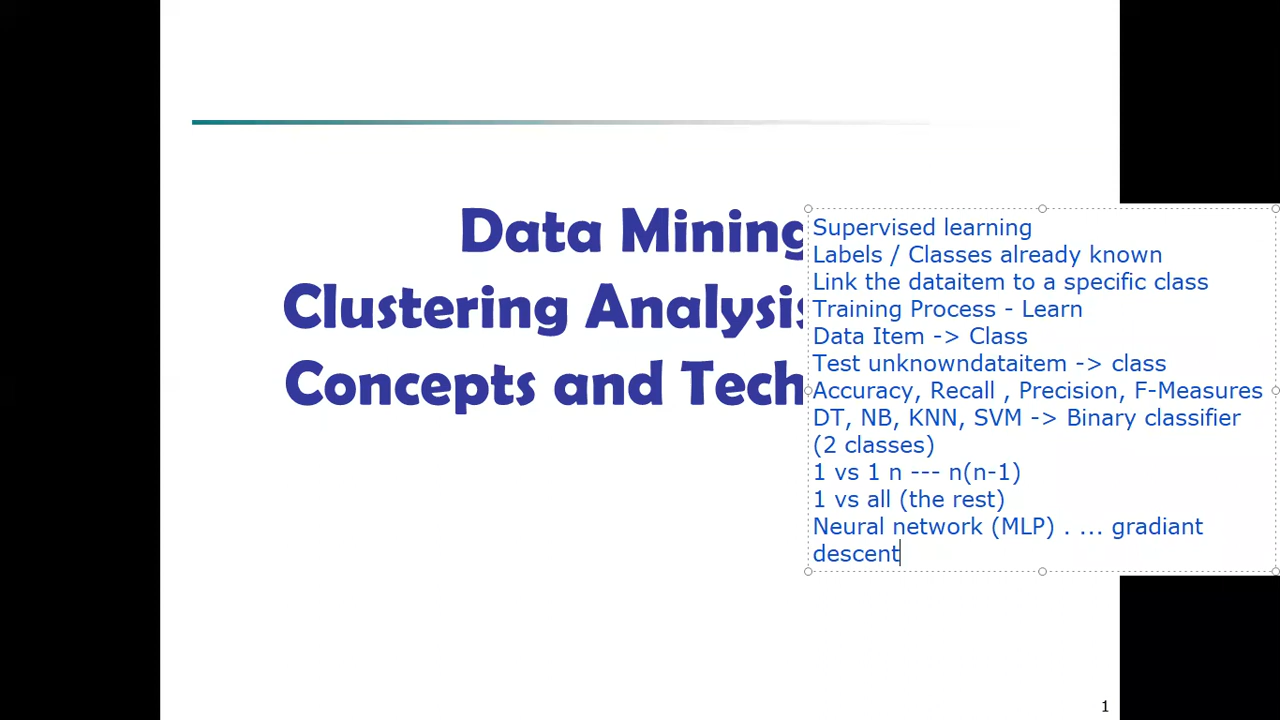 Data Mining
Clustering Analysis
Concepts and Tech
Supervised learning
Labels / Classes already known
Link the dataitem to a specific class
Training Process - Learn
Data Item -> Class
Test unknowndataitem -> class
Accuracy, Recall , Precision, F-Measures
DT, NB, KNN, SVM -> Binary classifier
(2 classes)
1 vs 1 n --- n(n-1)
1 vs all (the rest)
Neural network (MLP) . ... gradiant
descent
1